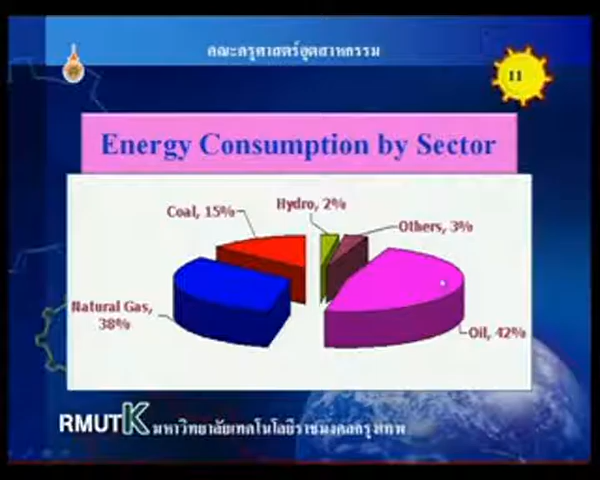 คณะครุศาสตร์อุตสาหกรรม
11
Energy Consumption by Sector
Hydro, 2%
Coal, 15%
Others, 3%
Natural Gas,
38%
Oil, 42%
RMUTK มหาวิทยาลัยเทคโนโลยีราชมงคลกรุงเทพ